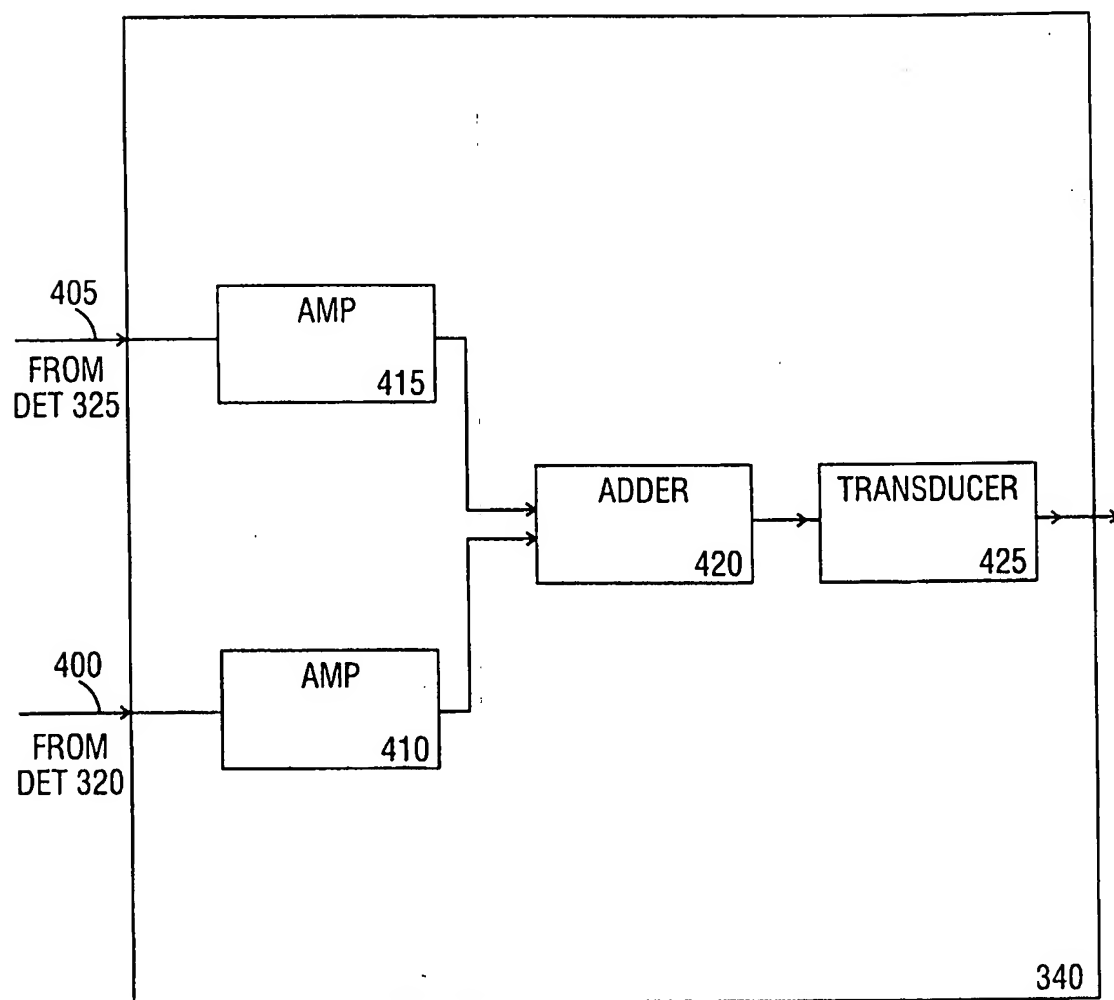 405
FROM
DET 325
AMP
415
ADDER
420
TRANSDUCER
425
400
FROM
DET 320
AMP
410
340